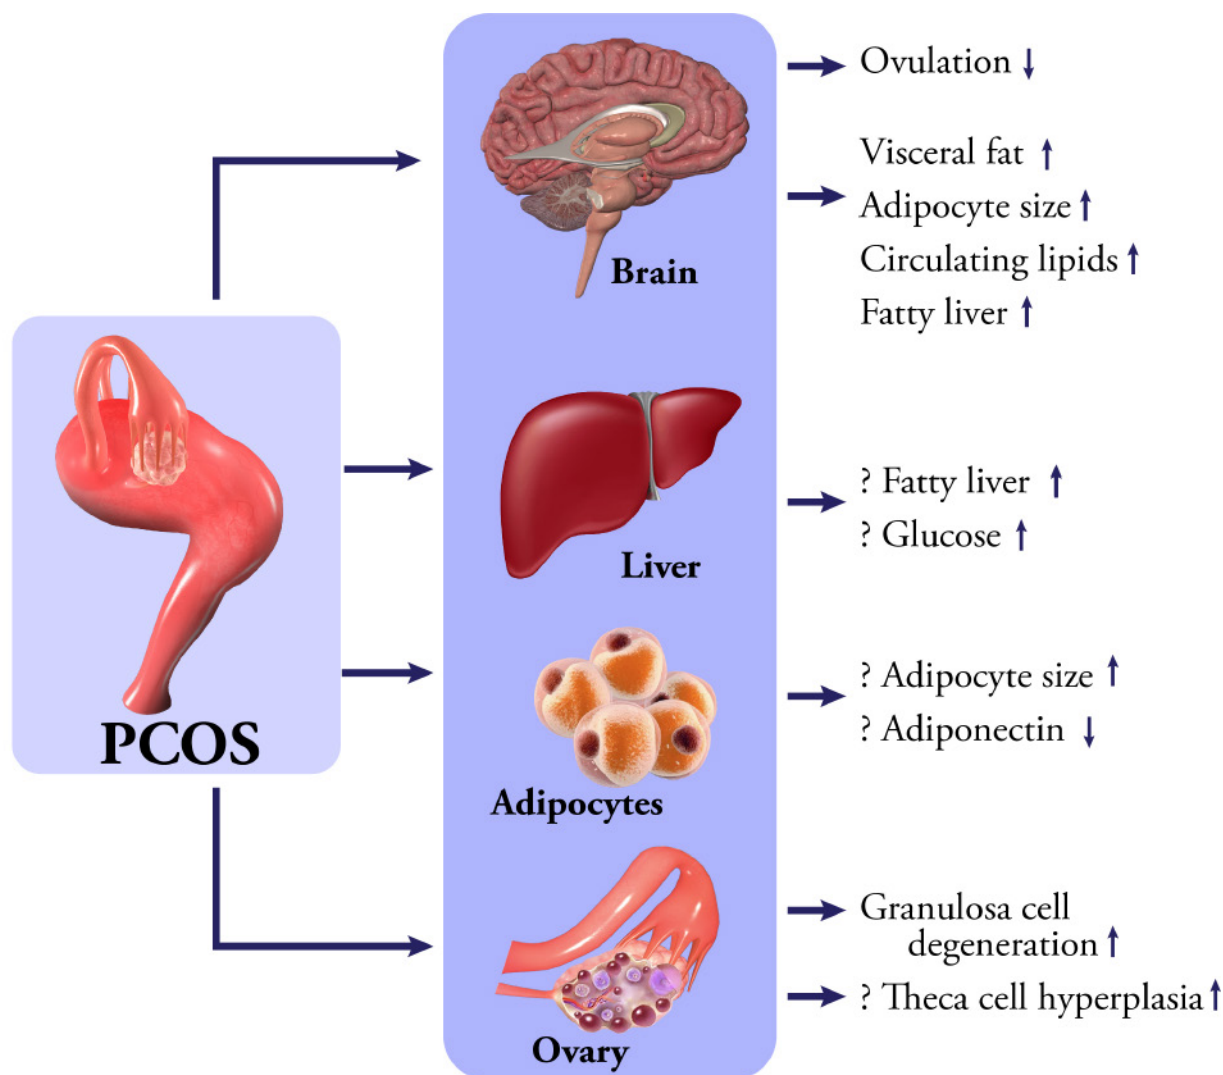 Ovulation ↓
Visceral fat ↑
Adipocyte size ↑
Circulating lipids ↑
Brain
Fatty liver ↑
? Fatty liver ↑
? Glucose ↑
Liver
? Adipocyte size ↑
PCOS
? Adiponectin ↓
Adipocytes
Granulosa cell
degeneration ↑
? Theca cell hyperplasia ↑
Ovary